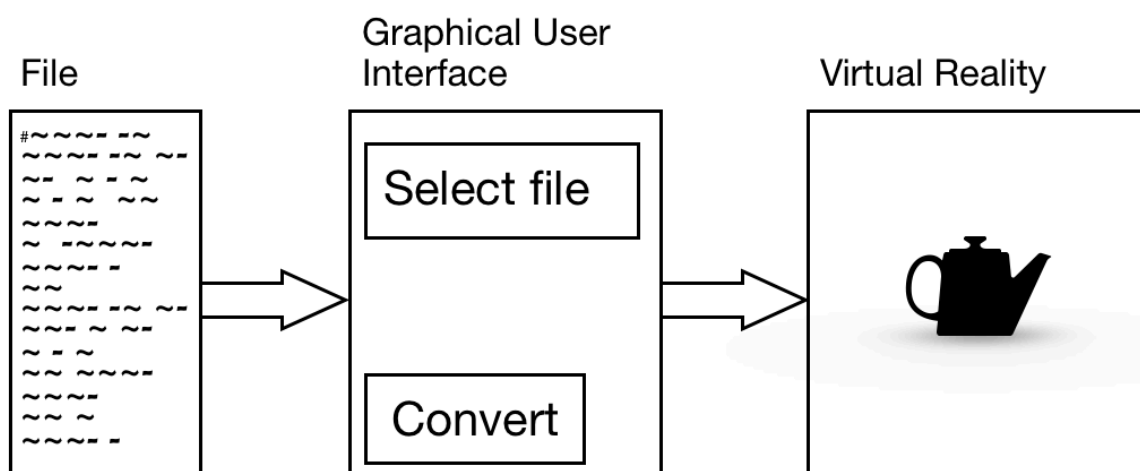 File
#~~~- -~
~~~- -~ ~-
~- ~ - ~
~ - ~ ~~
~~~-
~ -~~~-
~~~- -
~~
~~~- -~ ~-
~~- ~ ~-
~ - ~
~~ ~~~-
~~~-
~~ ~
~~~- -
Graphical User
Interface
Select file
Convert
Virtual Reality